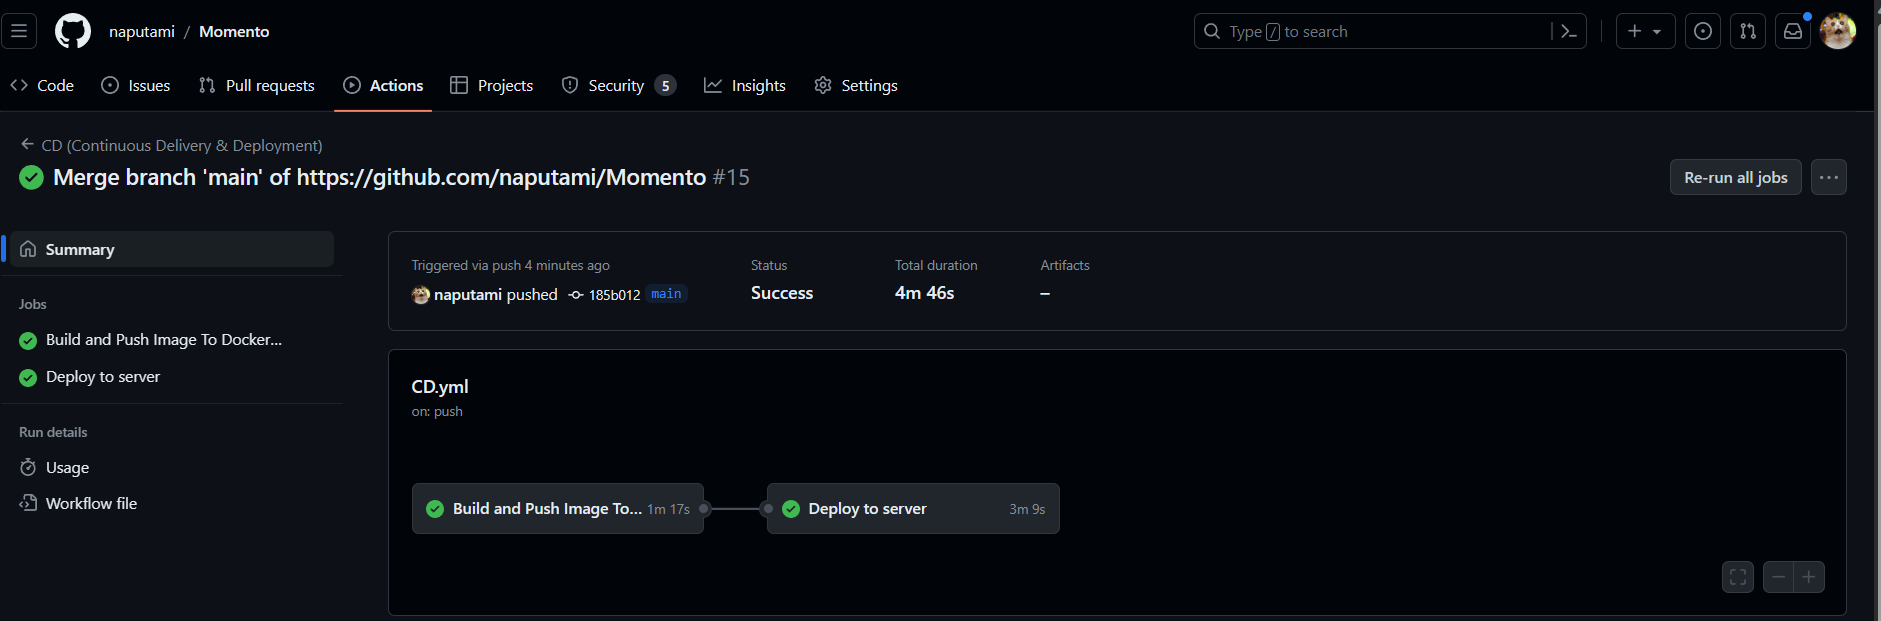 naputami / Momento
Type / to search
Code
Issues
Pull requests
Actions
Projects
Security 5
Insights
Settings
CD (Continuous Delivery & Deployment)
Merge branch 'main' of https://github.com/naputami/Momento #15
Re-run all jobs
Summary
Jobs
Build and Push Image To Docker...
Deploy to server
Run details
Usage
Workflow file
Triggered via push 4 minutes ago
naputami pushed 185b012 main
Status
Success
Total duration
4m 46s
Artifacts
–
CD.yml
on: push
Build and Push Image To... 1m 17s
Deploy to server 3m 9s